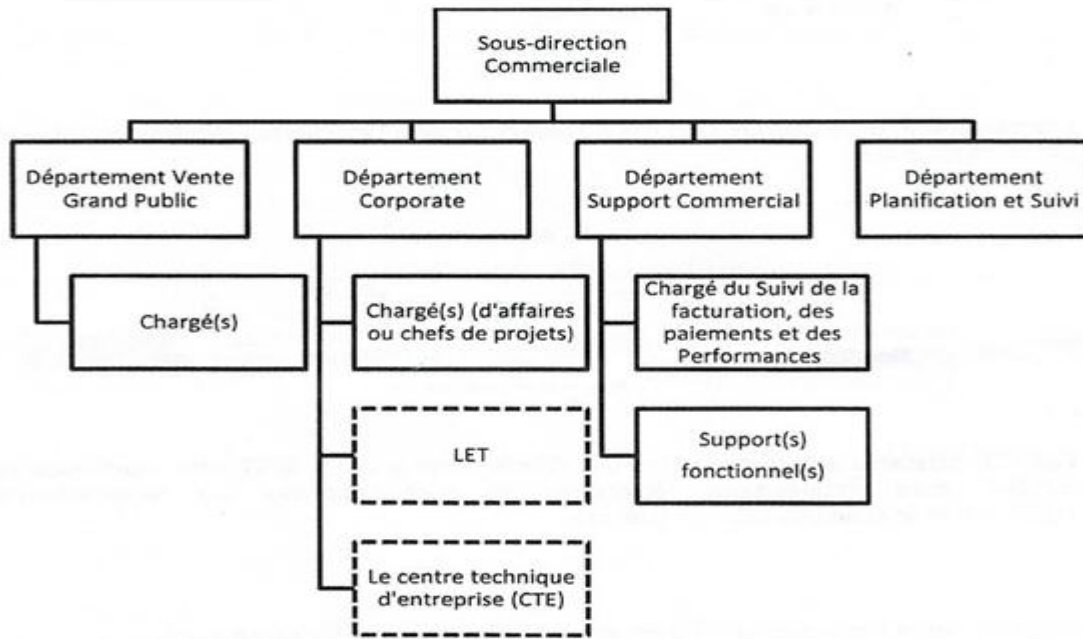 Sous-direction
Commerciale
Département Vente
Grand Public
Département
Corporate
Département
Support Commercial
Département
Planification et Suivi
Chargé(s)
Chargé(s) (d'affaires
ou chefs de projets)
Chargé du Suivi de la
facturation, des
paiements et des
Performances
LET
Support(s)
fonctionnel(s)
Le centre technique
d'entreprise (CTE)